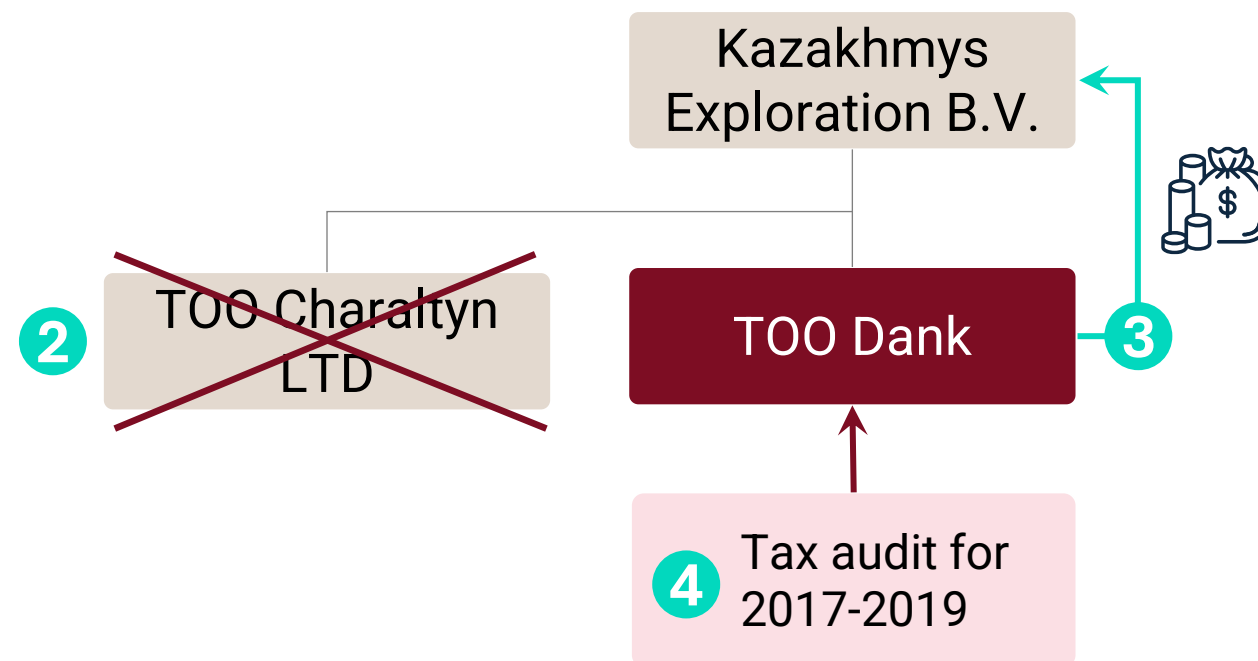 Kazakhmys
Exploration B.V.
$
2
TOO Charaltyn
LTD
TOO Dank
3
4
Tax audit for
2017-2019